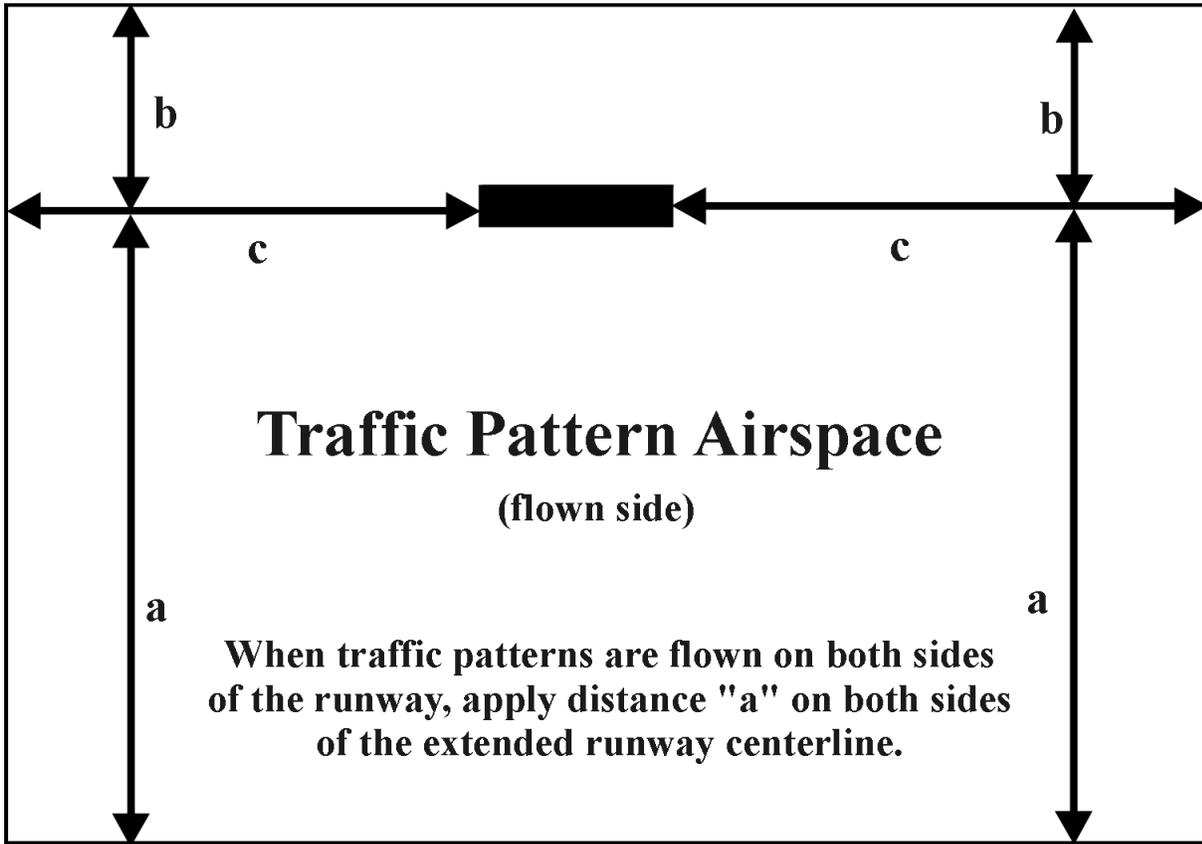 b
b
c
c
Traffic Pattern Airspace
(flown side)
a
a
When traffic patterns are flown on both sides
of the runway, apply distance "a" on both sides
of the extended runway centerline.